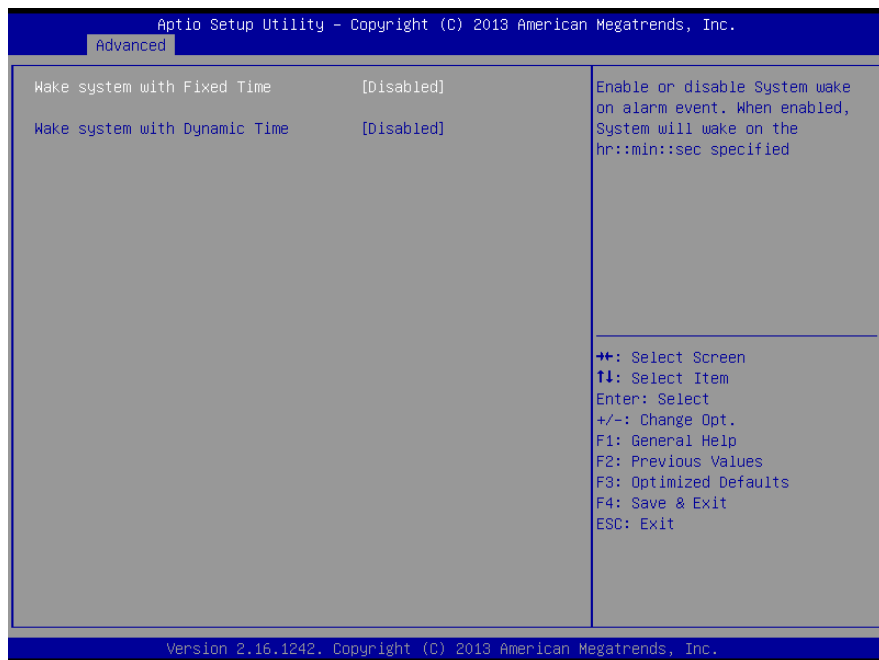 Aptio Setup Utility – Copyright (C) 2013 American Megatrends, Inc.
Advanced
Wake system with Fixed Time [Disabled]
Wake system with Dynamic Time [Disabled]
Enable or disable System wake
on alarm event. When enabled,
System will wake on the
hr::min::sec specified
→←: Select Screen
↑↓: Select Item
Enter: Select
+/-: Change Opt.
F1: General Help
F2: Previous Values
F3: Optimized Defaults
F4: Save & Exit
ESC: Exit
Version 2.16.1242. Copyright (C) 2013 American Megatrends, Inc.